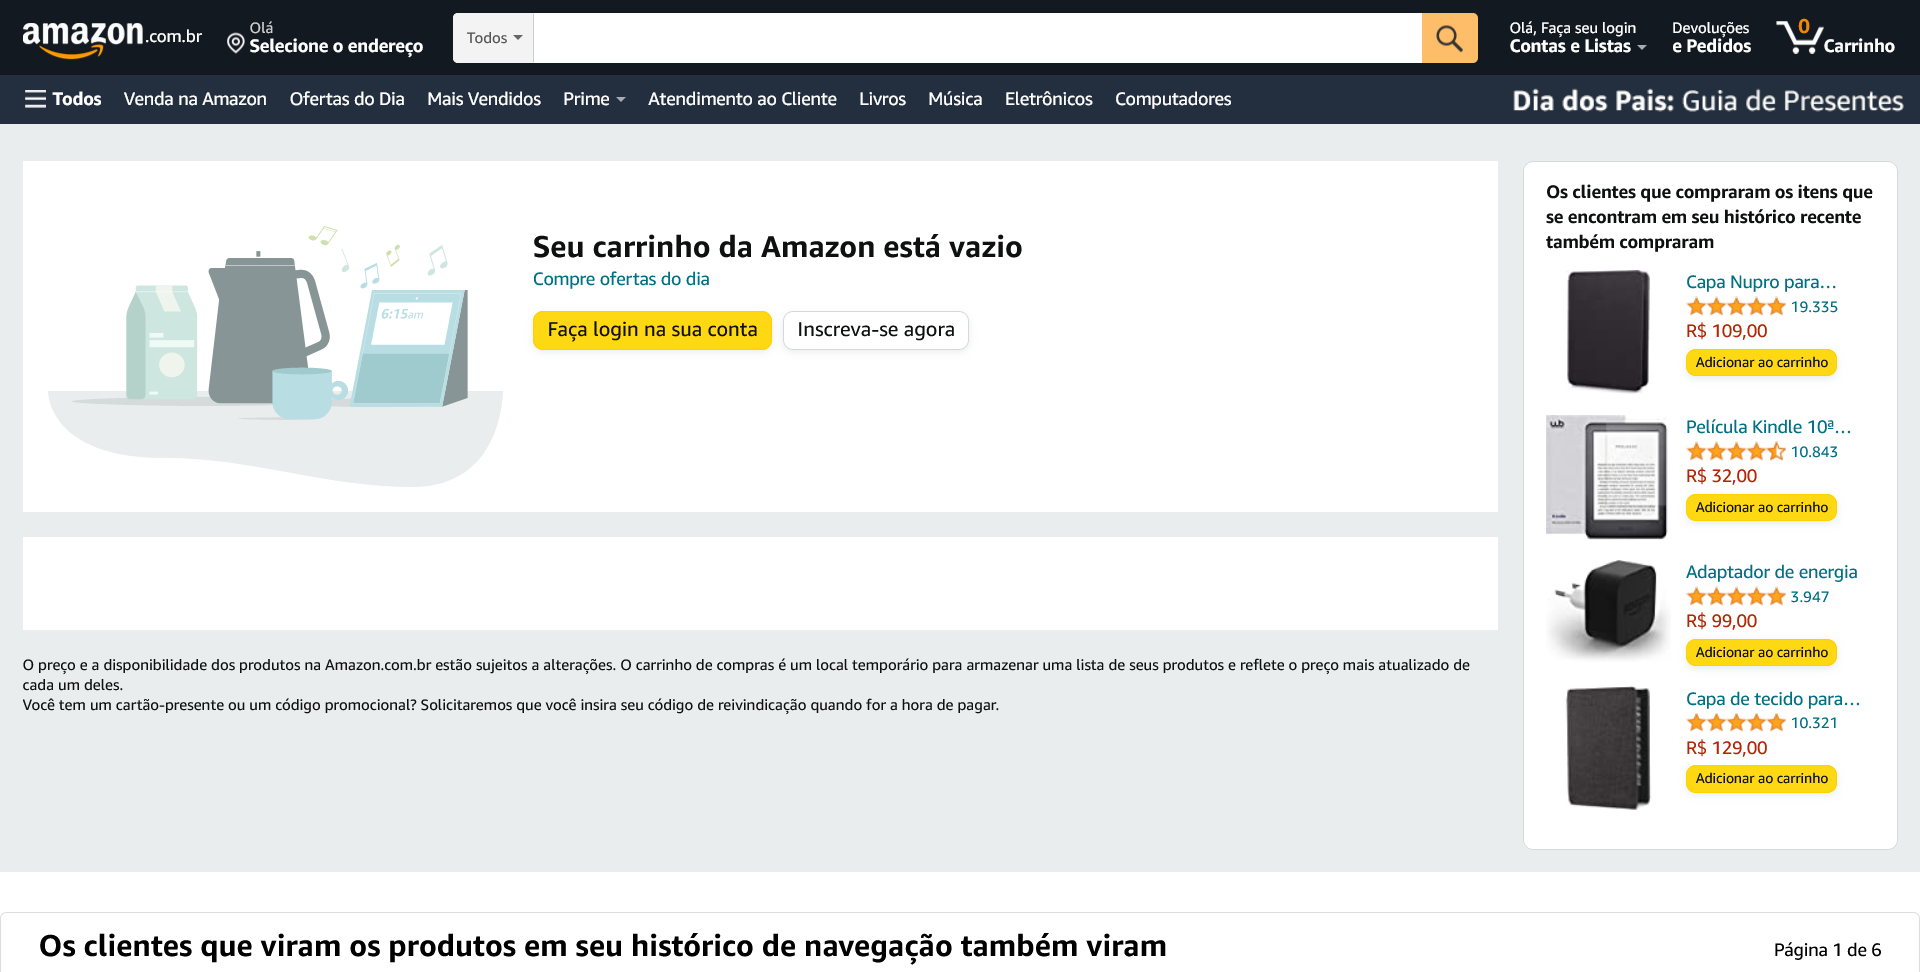 amazon.com.br
Olá
Selecione o endereço
Todos
Olá, Faça seu login
Contas e Listas
Devoluções
e Pedidos
0
Carrinho
Todos
Venda na Amazon
Ofertas do Dia
Mais Vendidos
Prime
Atendimento ao Cliente
Livros
Música
Eletrônicos
Computadores
Dia dos Pais: Guia de Presentes
6:15am
Seu carrinho da Amazon está vazio
Compre ofertas do dia
Faça login na sua conta
Inscreva-se agora
O preço e a disponibilidade dos produtos na Amazon.com.br estão sujeitos a alterações. O carrinho de compras é um local temporário para armazenar uma lista de seus produtos e reflete o preço mais atualizado de
cada um deles.
Você tem um cartão-presente ou um código promocional? Solicitaremos que você insira seu código de reivindicação quando for a hora de pagar.
Os clientes que compraram os itens que
se encontram em seu histórico recente
também compraram
Capa Nupro para...
19.335
R$ 109,00
Adicionar ao carrinho
wb
Película Kindle 10ª...
10.843
R$ 32,00
Adicionar ao carrinho
Adaptador de energia
3.947
R$ 99,00
Adicionar ao carrinho
Capa de tecido para...
10.321
R$ 129,00
Adicionar ao carrinho
Os clientes que viram os produtos em seu histórico de navegação também viram
Página 1 de 6